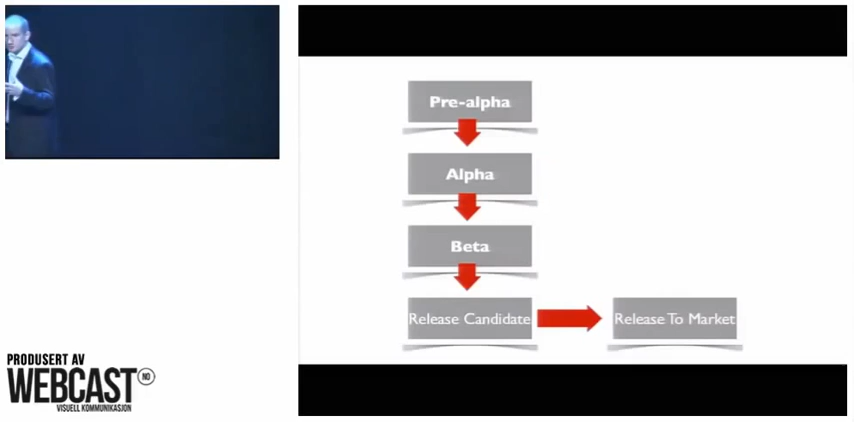 Pre-alpha
Alpha
Beta
Release Candidate
Release To Market
PRODUSERT AV
WEBCAST NO
VISUELL KOMMUNIKASJON